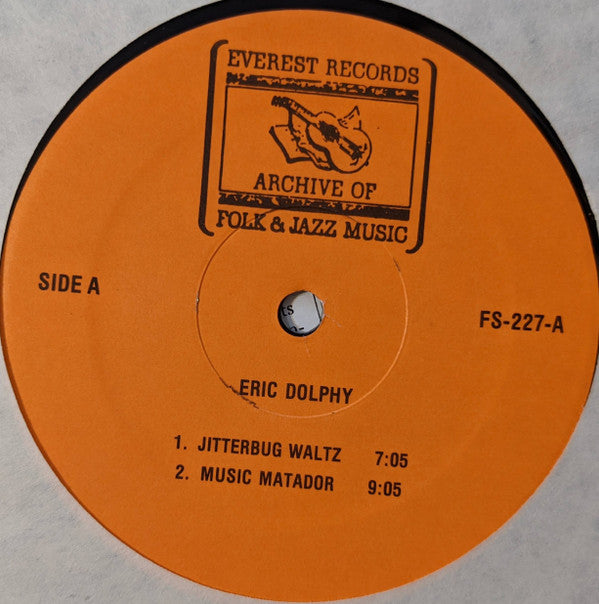 EVEREST RECORDS
ARCHIVE OF
FOLK & JAZZ MUSIC
SIDE A
FS-227-A
ERIC DOLPHY
1. JITTERBUG WALTZ 7:05
2. MUSIC MATADOR 9:05